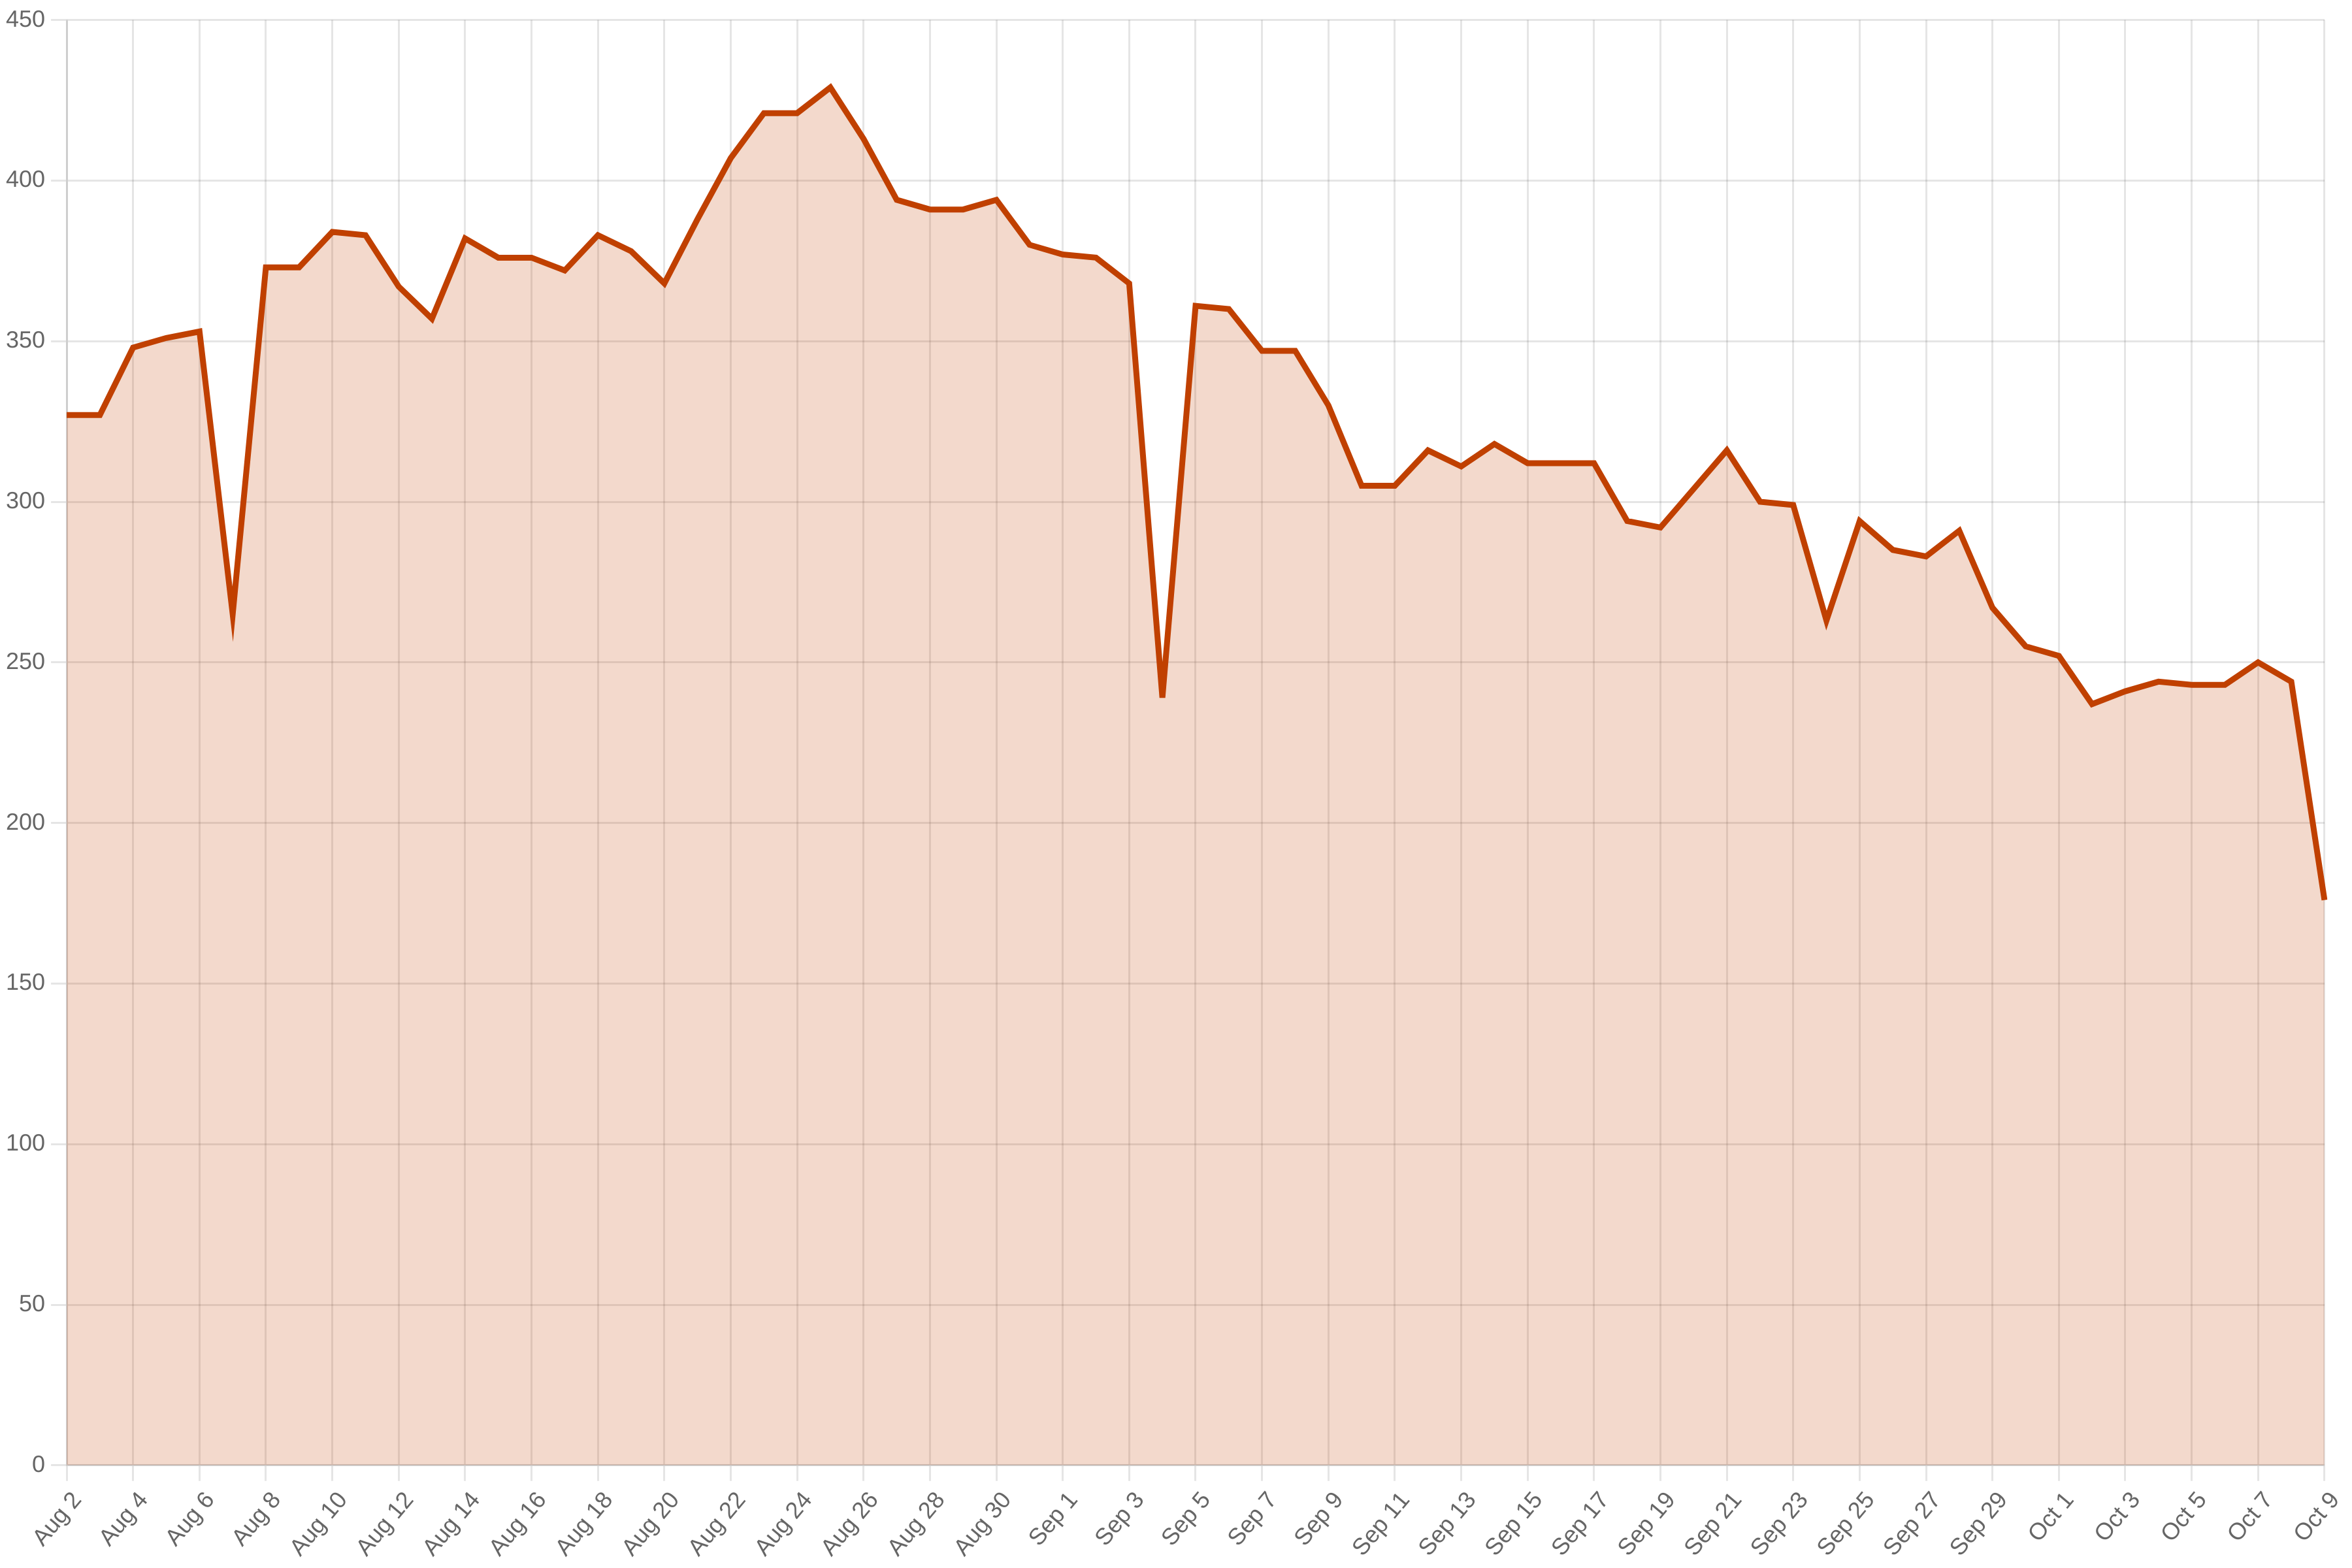 450
400
350
300
250
200
150
100
50
0
Aug 2
Aug 4
Aug 6
Aug 8
Aug 10
Aug 12
Aug 14
Aug 16
Aug 18
Aug 20
Aug 22
Aug 24
Aug 26
Aug 28
Aug 30
Sep 1
Sep 3
Sep 5
Sep 7
Sep 9
Sep 11
Sep 13
Sep 15
Sep 17
Sep 19
Sep 21
Sep 23
Sep 25
Sep 27
Sep 29
Oct 1
Oct 3
Oct 5
Oct 7
Oct 9